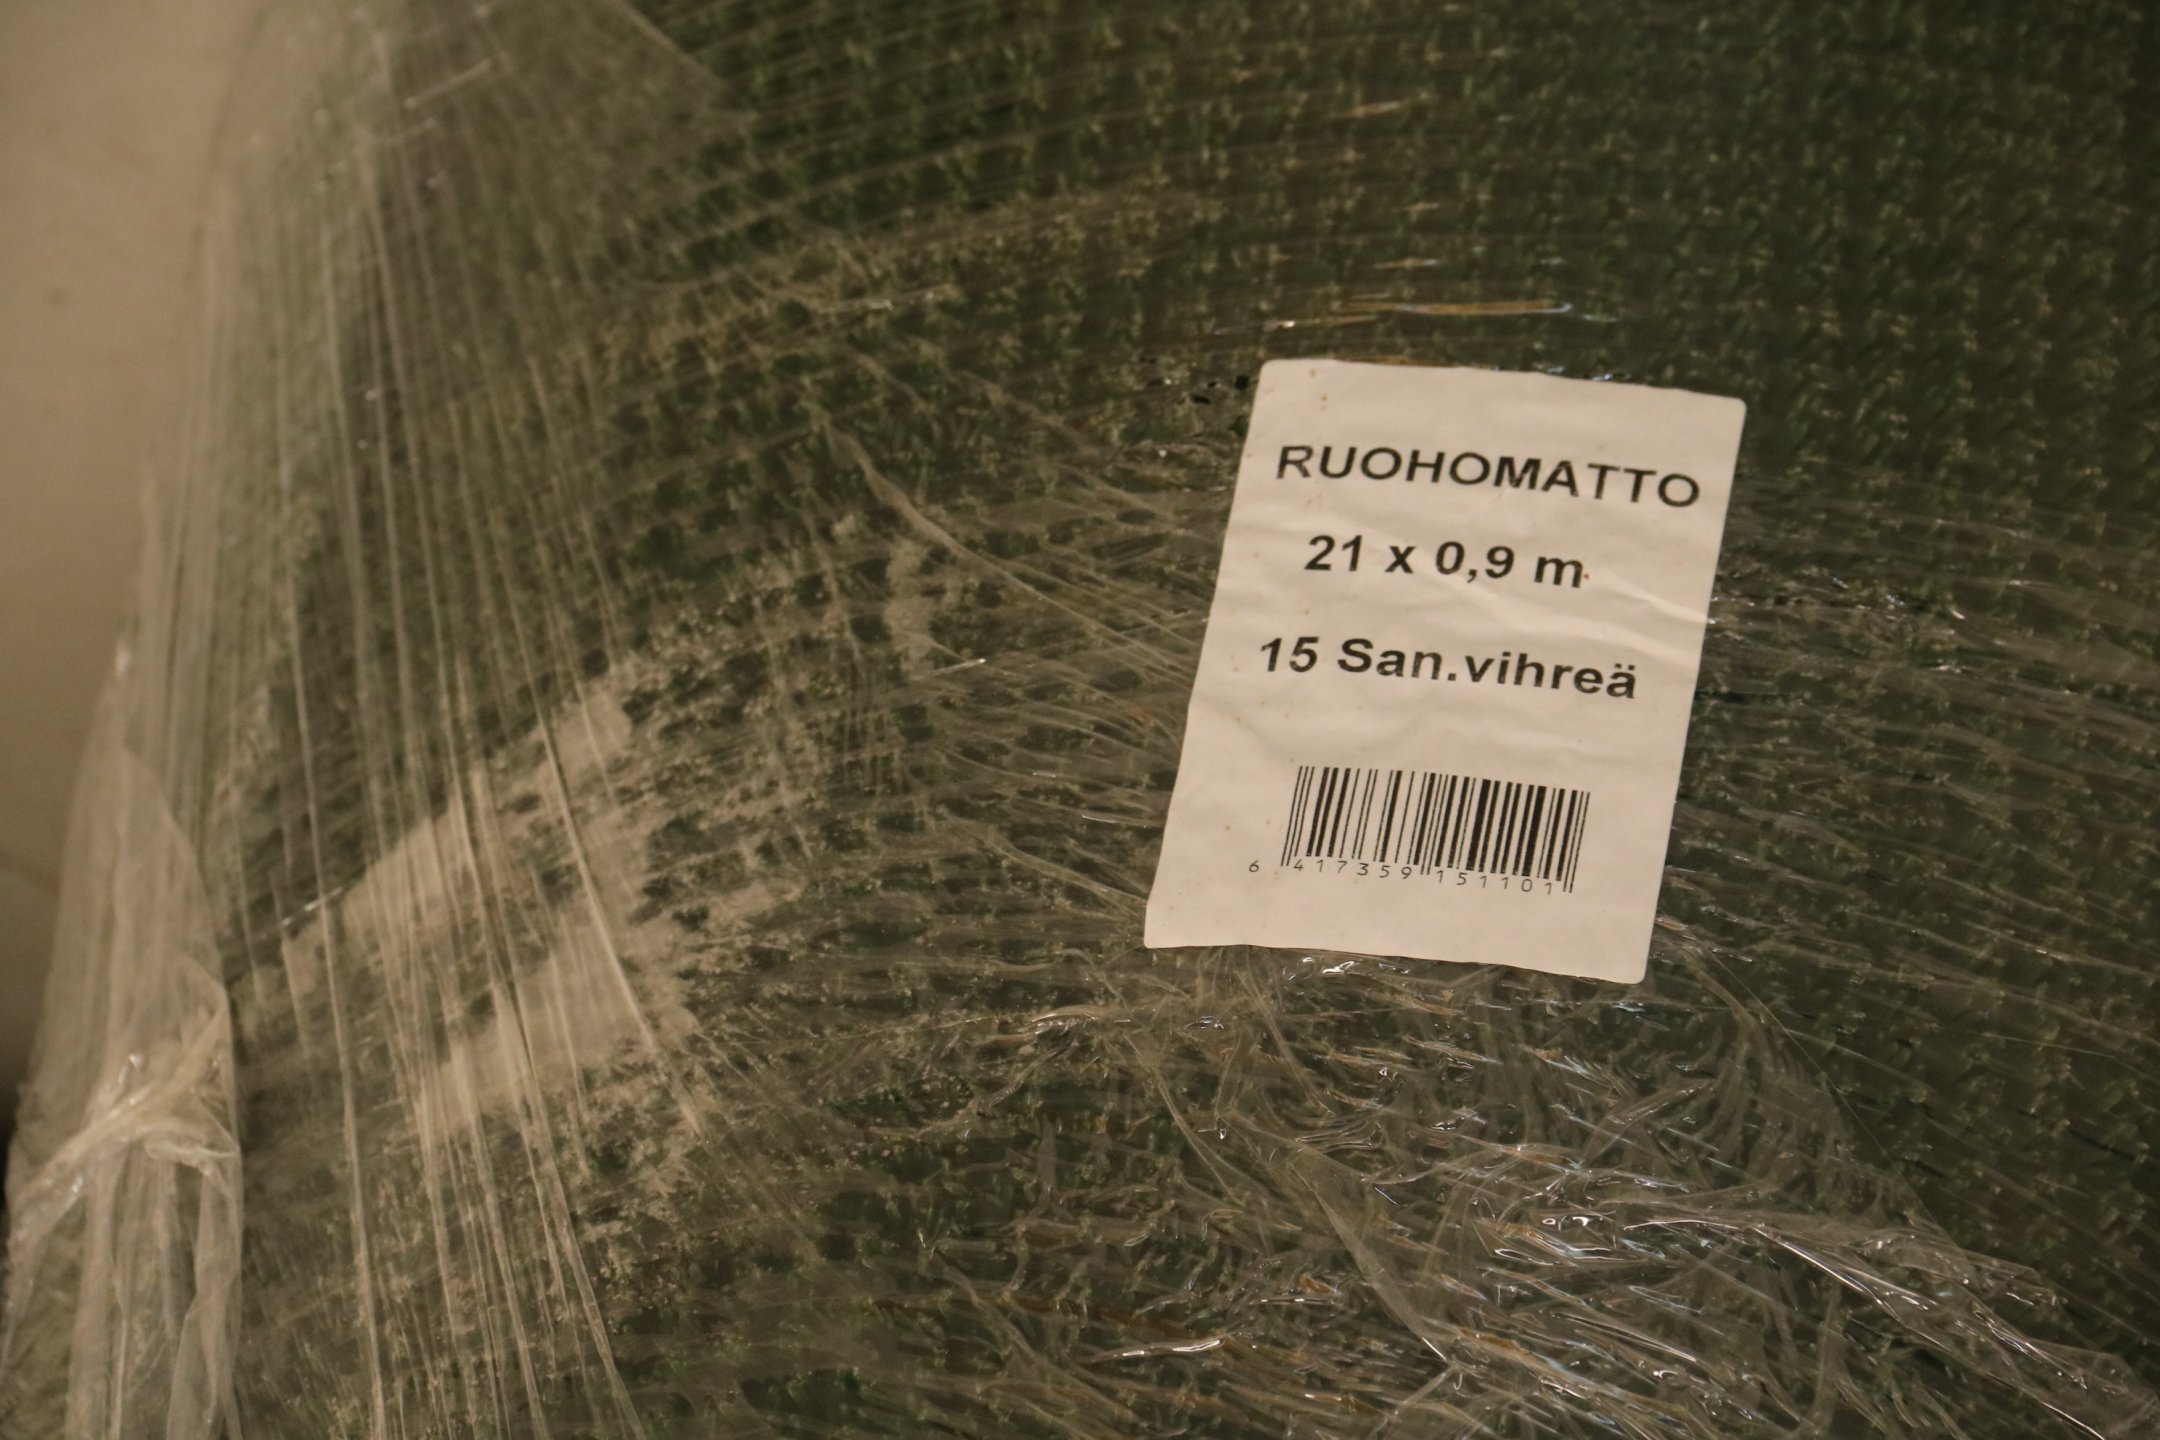 RUOHOMATTO
21 x 0,9 m
15 San.vihreä
6 417359 151101